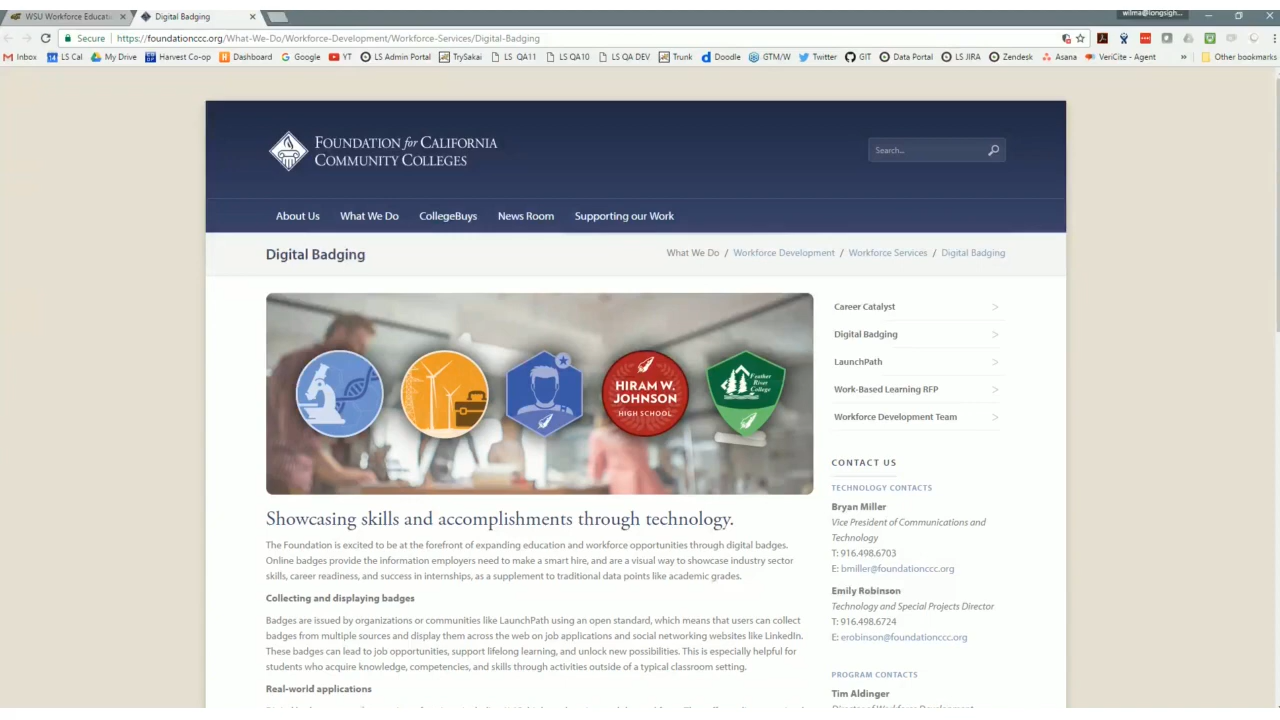 WSU Workforce Educati
Digital Badging
wilma@longsigh...
Secure https://foundationccc.org/What-We-Do/Workforce-Development/Workforce-Services/Digital-Badging
Inbox LS Cal My Drive Harvest Co-op Dashboard Google YT LS Admin Portal TrySakai LS QA11 LS QA10 LS QA DEV Trunk Doodle GTM/W Twitter GIT Data Portal LS JIRA Zendesk Asana VeriCite - Agent » Other bookmarks
FOUNDATION for CALIFORNIA
COMMUNITY COLLEGES
Search...
About Us What We Do CollegeBuys News Room Supporting our Work
Digital Badging
What We Do / Workforce Development / Workforce Services / Digital Badging
HIRAM W.
JOHNSON
HIGH SCHOOL
Feather
River
College
Showcasing skills and accomplishments through technology.
The Foundation is excited to be at the forefront of expanding education and workforce opportunities through digital badges.
Online badges provide the information employers need to make a smart hire, and are a visual way to showcase industry sector
skills, career readiness, and success in internships, as a supplement to traditional data points like academic grades.
Collecting and displaying badges
Badges are issued by organizations or communities like LaunchPath using an open standard, which means that users can collect
badges from multiple sources and display them across the web on job applications and social networking websites like LinkedIn.
These badges can lead to job opportunities, support lifelong learning, and unlock new possibilities. This is especially helpful for
students who acquire knowledge, competencies, and skills through activities outside of a typical classroom setting.
Real-world applications
Career Catalyst >
Digital Badging >
LaunchPath >
Work-Based Learning RFP >
Workforce Development Team >
CONTACT US
TECHNOLOGY CONTACTS
Bryan Miller
Vice President of Communications and
Technology
T: 916.498.6703
E: bmiller@foundationccc.org
Emily Robinson
Technology and Special Projects Director
T: 916.498.6724
E: erobinson@foundationccc.org
PROGRAM CONTACTS
Tim Aldinger